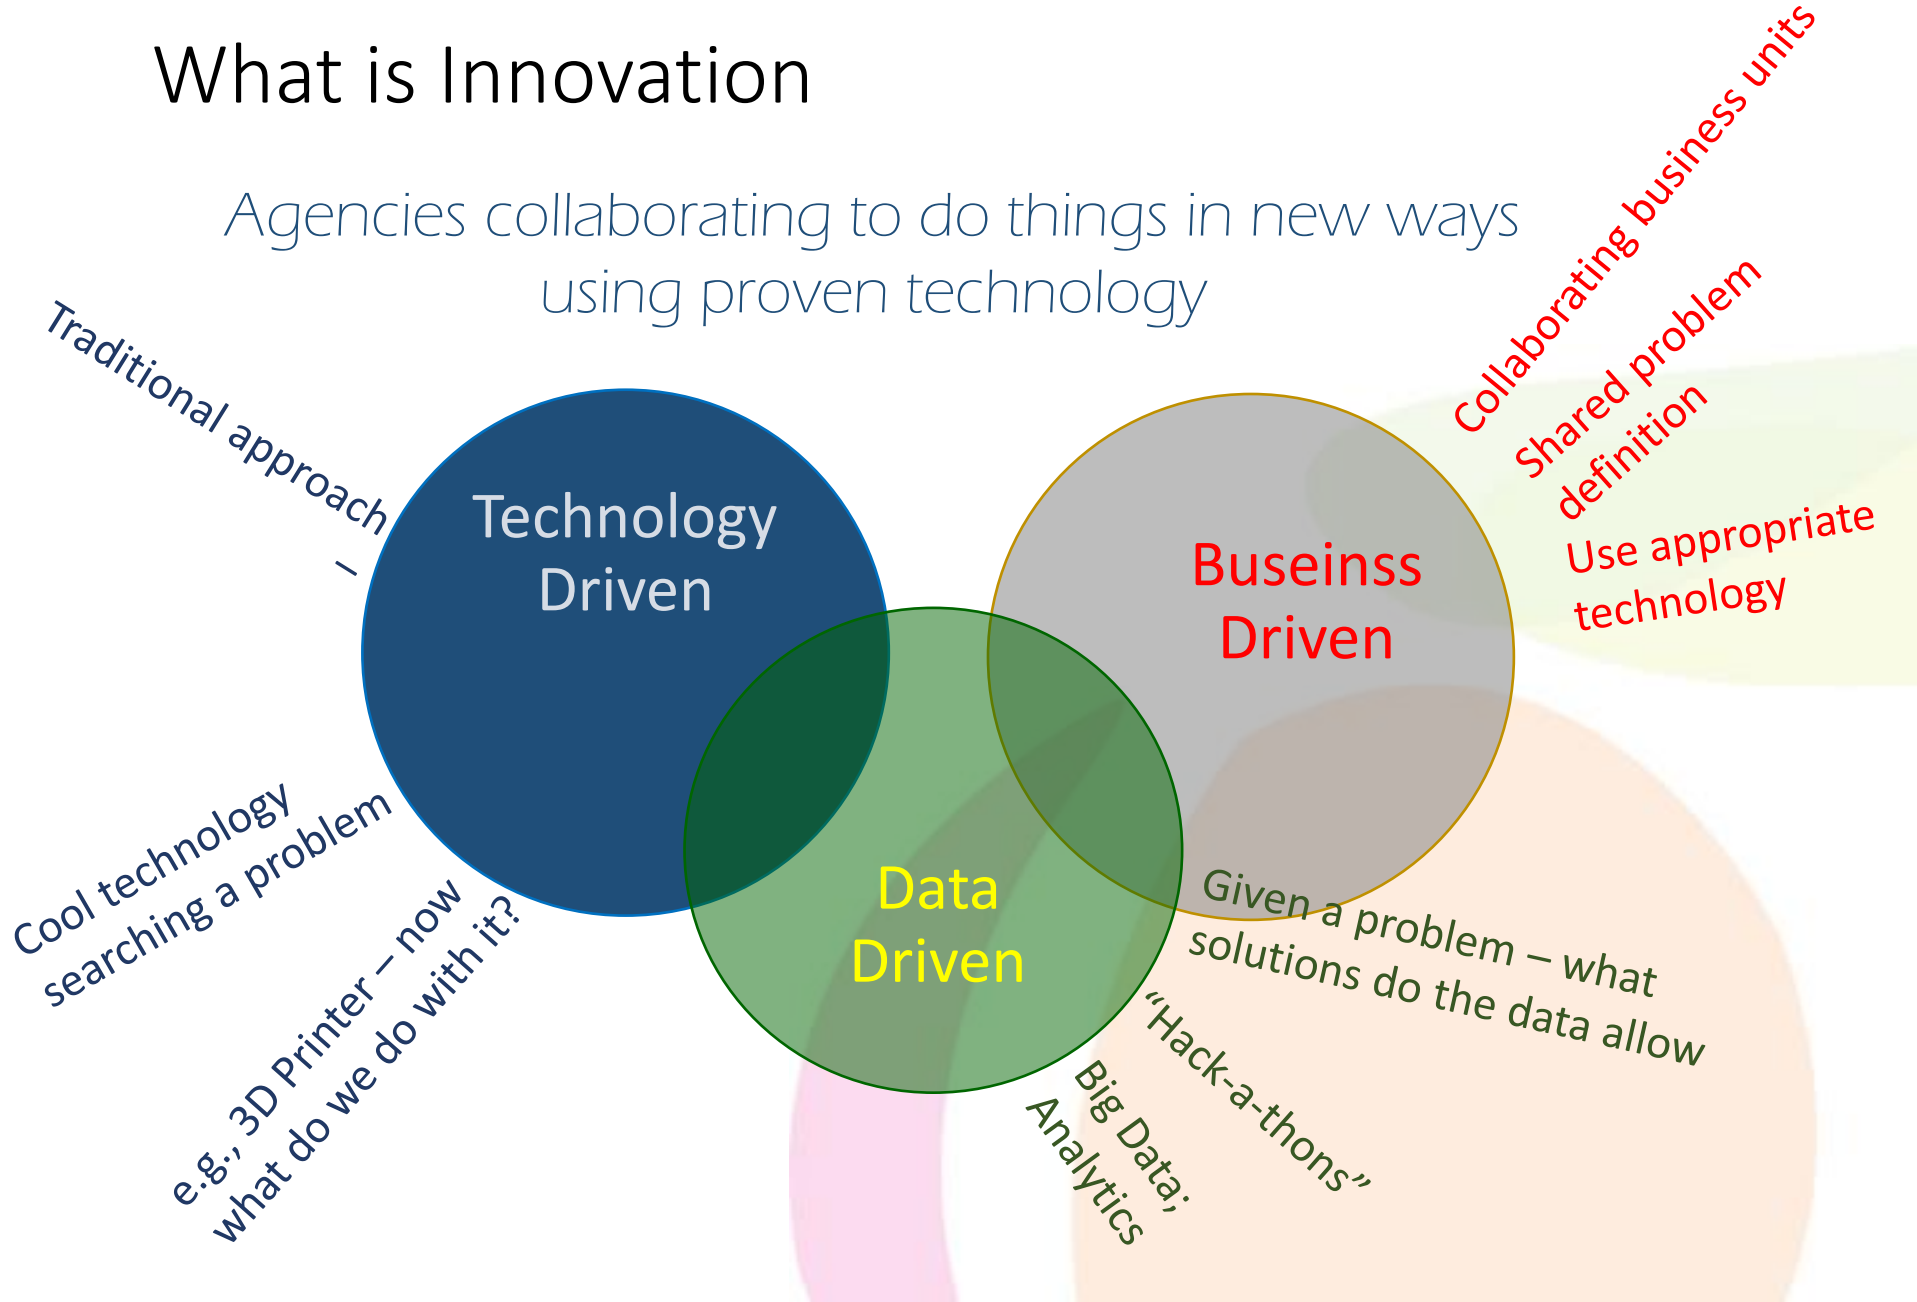 What is Innovation
Agencies collaborating to do things in new ways
using proven technology
Traditional approach
–
Technology
Driven
Cool technology
searching a problem
e.g., 3D Printer – now
what do we do with it?
Collaborating business units
Shared problem
definition
Use appropriate
technology
Buseinss
Driven
Data
Driven
Given a problem – what
solutions do the data allow
“Hack-a-thons”
Big Data;
Analytics